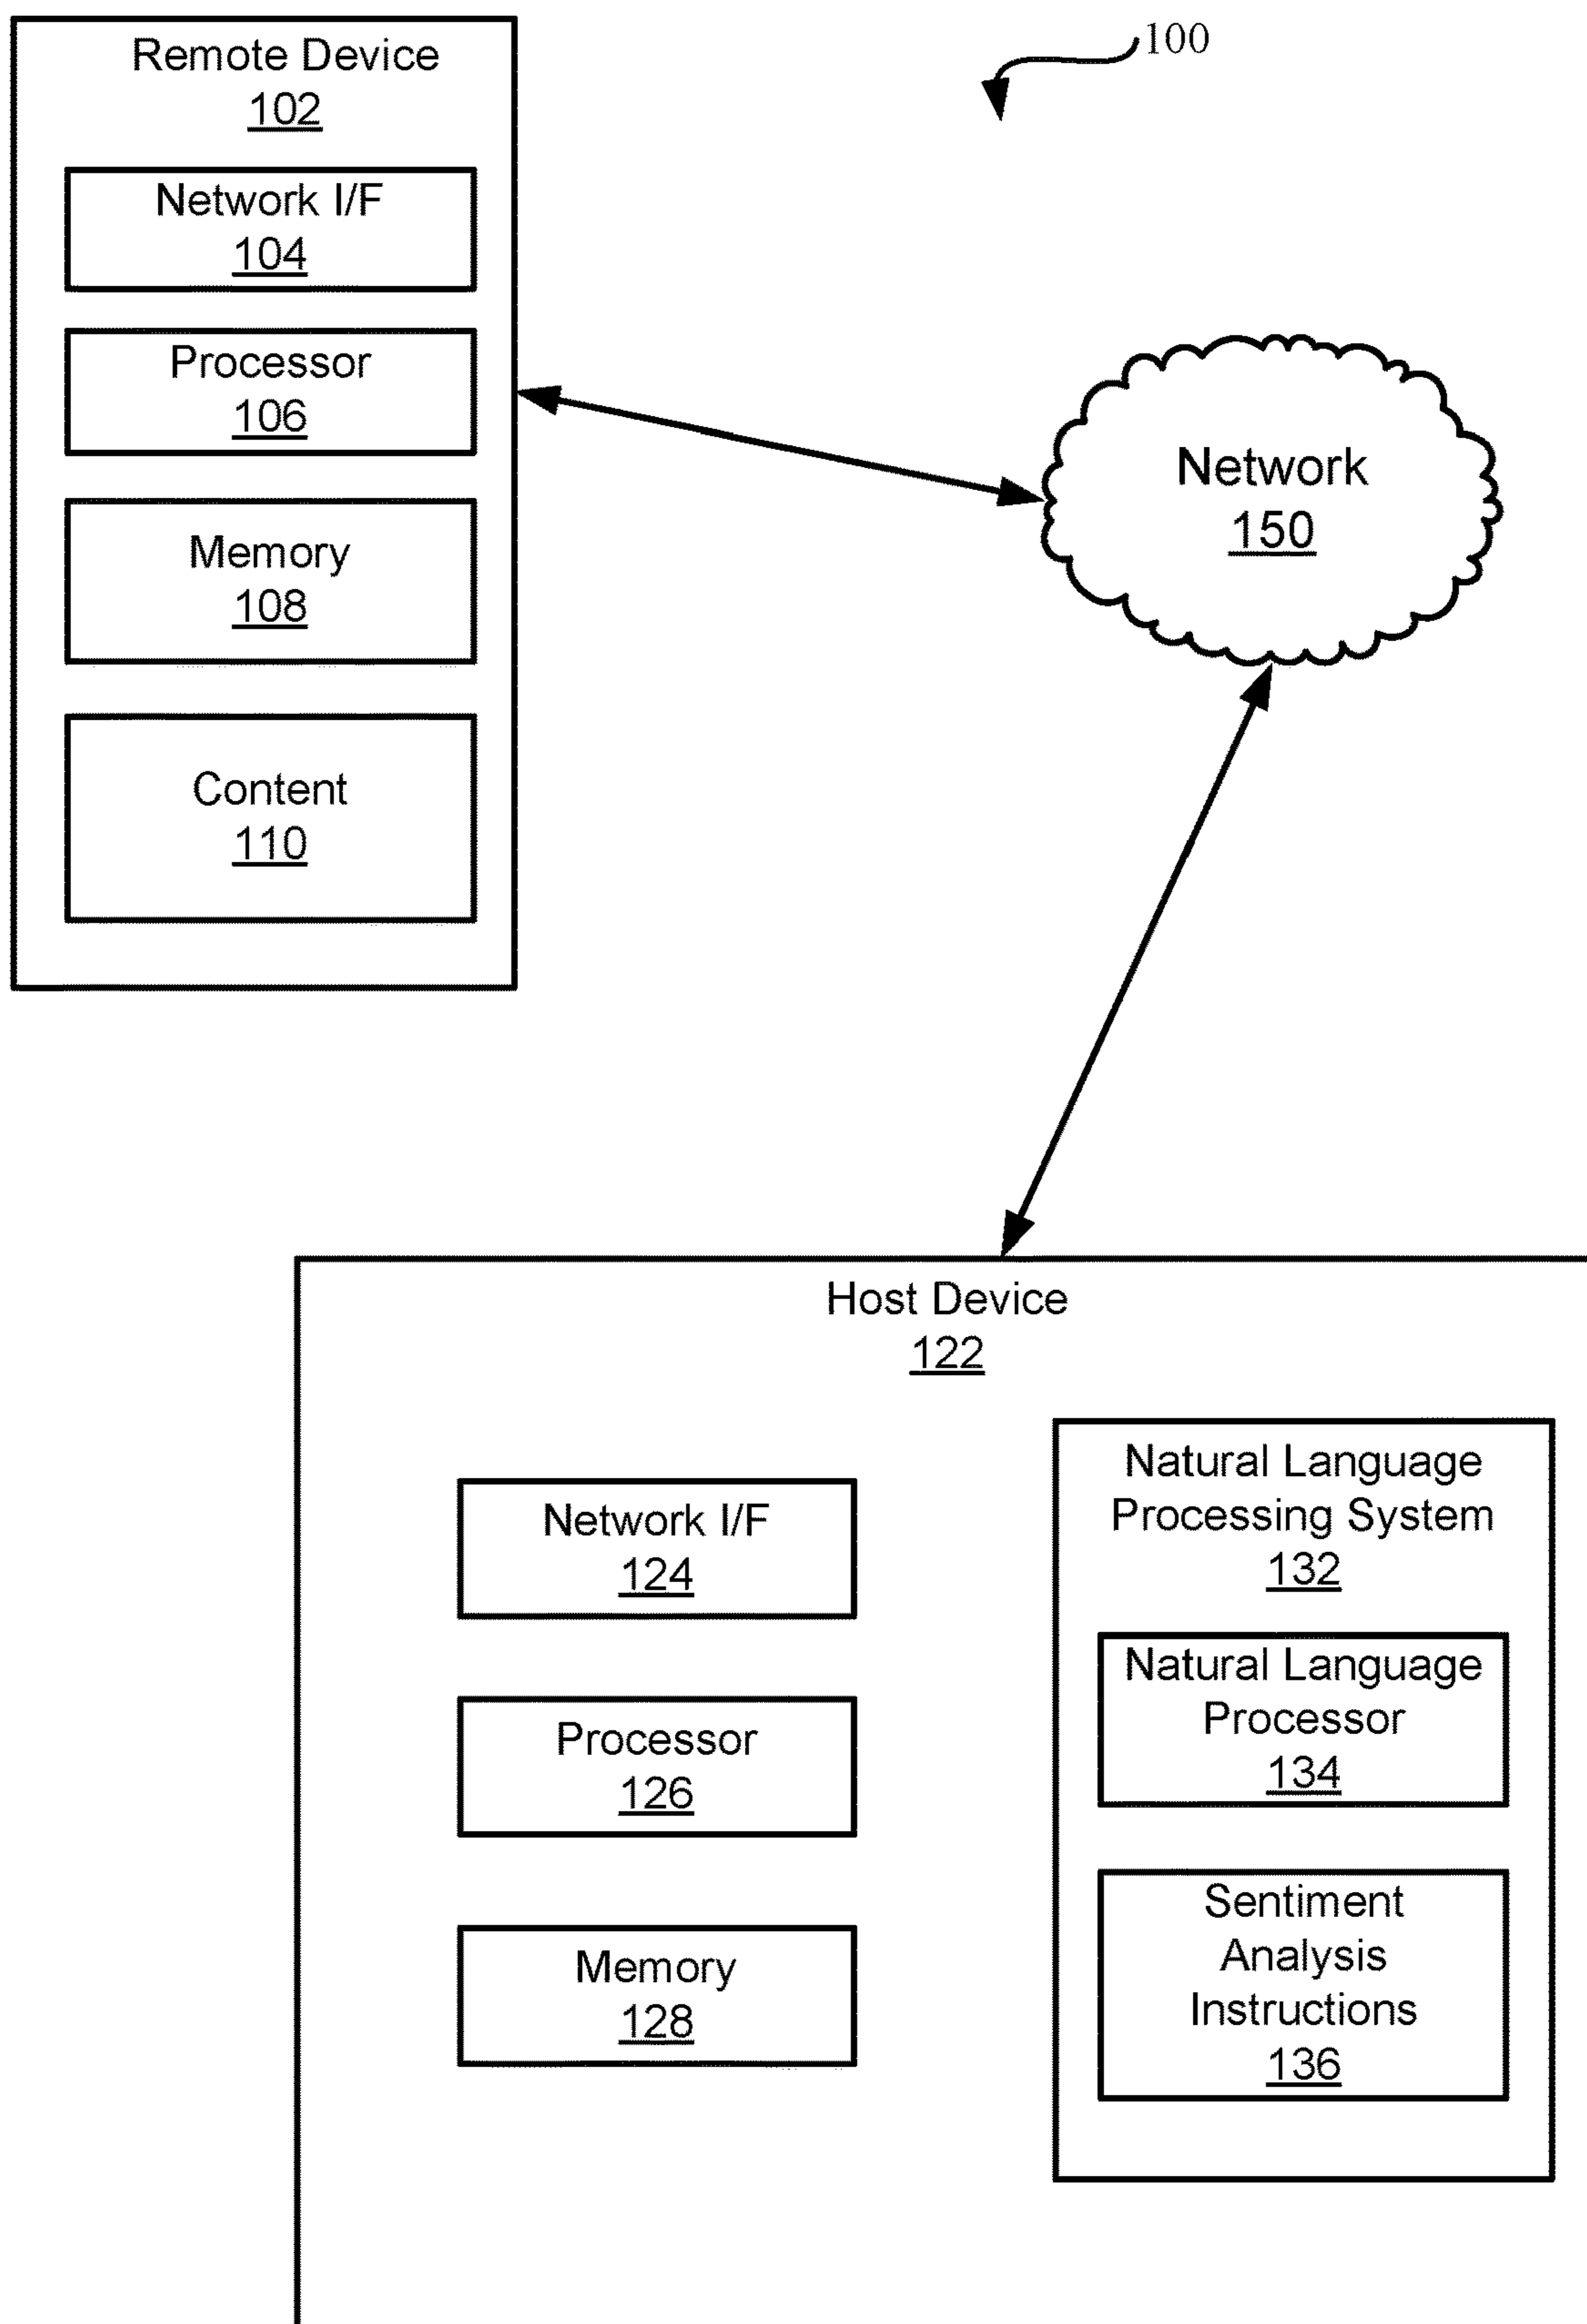 Remote Device
102
100
Network I/F
104
Processor
106
Memory
108
Content
110
Network
150
Host Device
122
Network I/F
124
Processor
126
Memory
128
Natural Language
Processing System
132
Natural Language
Processor
134
Sentiment
Analysis
Instructions
136